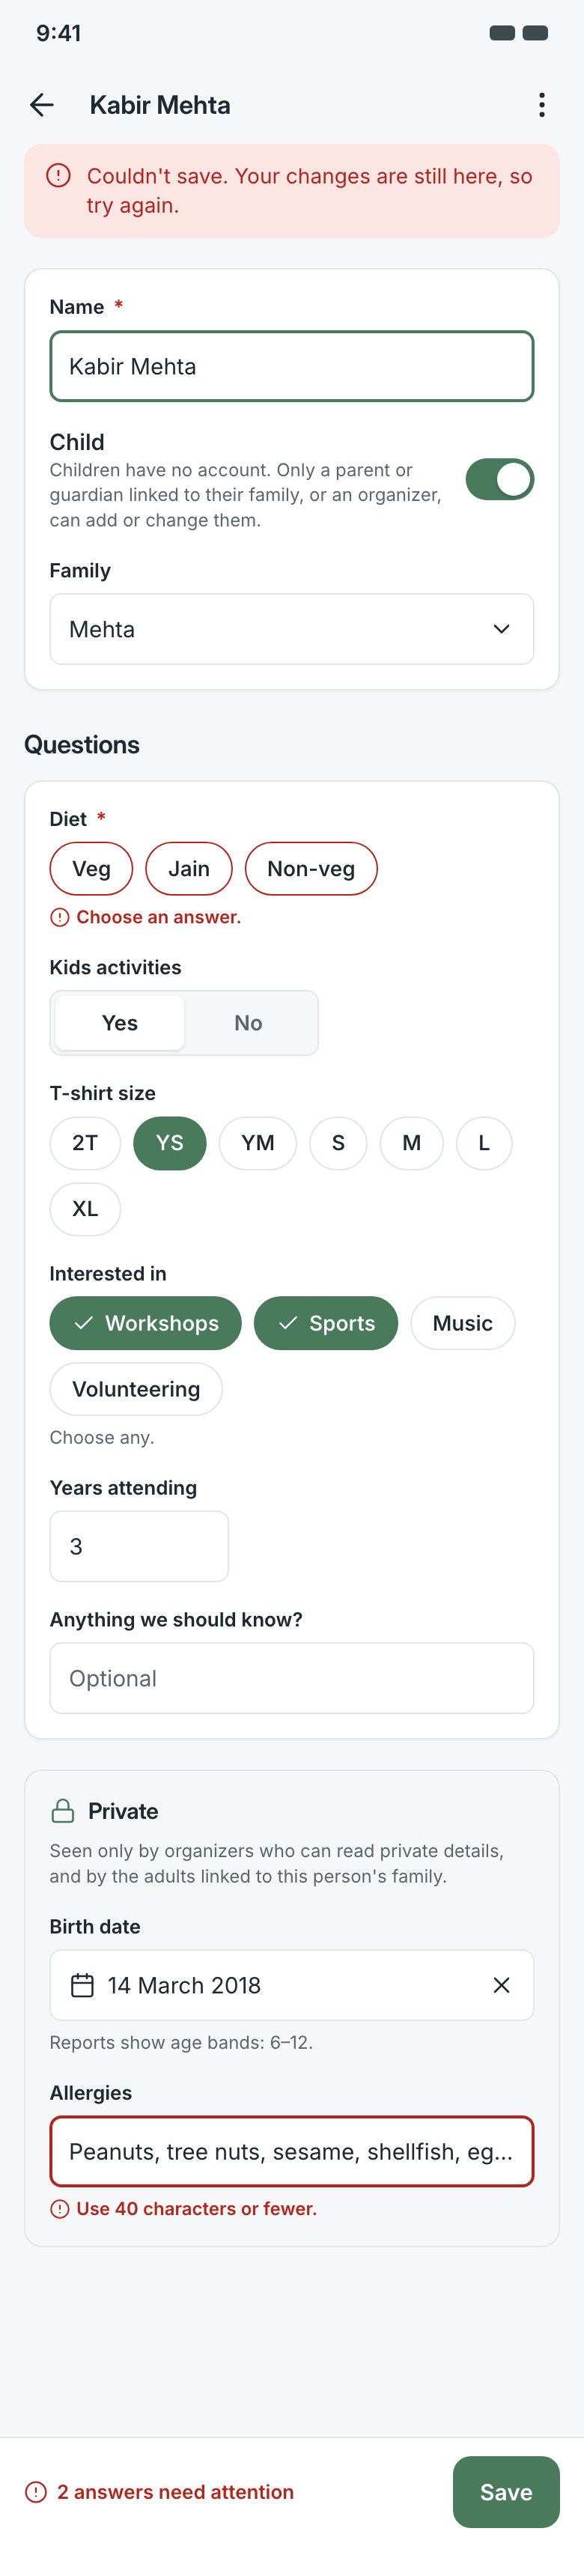 9:41
Kabir Mehta
Couldn't save. Your changes are still here, so
try again.
Name *
Kabir Mehta
Child
Children have no account. Only a parent or
guardian linked to their family, or an organizer,
can add or change them.
Family
Mehta
Questions
Diet *
Veg Jain Non-veg
Choose an answer.
Kids activities
Yes No
T-shirt size
2T YS YM S M L
XL
Interested in
Workshops Sports Music
Volunteering
Choose any.
Years attending
3
Anything we should know?
Optional
Private
Seen only by organizers who can read private details,
and by the adults linked to this person's family.
Birth date
14 March 2018
Reports show age bands: 6–12.
Allergies
Peanuts, tree nuts, sesame, shellfish, eg...
Use 40 characters or fewer.
2 answers need attention
Save